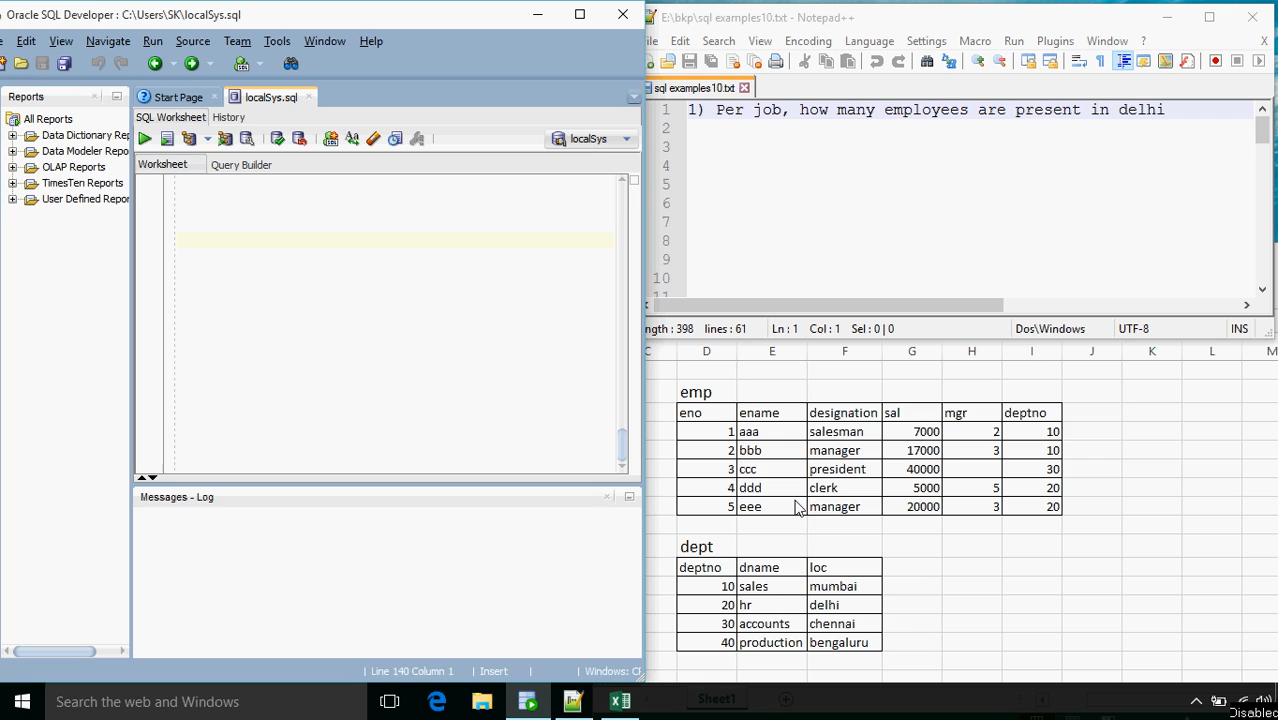 Oracle SQL Developer : C:\Users\SK\localSys.sql
Edit View Navigate Run Source Team Tools Window Help
Reports
Start Page
localSys.sql
All Reports
Data Dictionary Rep
Data Modeler Repo
OLAP Reports
TimesTen Reports
User Defined Repor
SQL Worksheet History
localSys
Worksheet Query Builder
Messages - Log
Line 140 Column 1 Insert Windows: CF
E:\bkp\sql examples10.txt - Notepad++
ile Edit Search View Encoding Language Settings Macro Run Plugins Window ? X
sql examples10.txt
1 1) Per job, how many employees are present in delhi
2
3
4
5
6
7
8
9
10
11
ngth : 398 lines : 61 Ln : 1 Col : 1 Sel : 0 | 0 Dos\Windows UTF-8 INS
C D E F G H I J K L M
emp
eno ename designation sal mgr deptno
1 aaa salesman 7000 2 10
2 bbb manager 17000 3 10
3 ccc president 40000 30
4 ddd clerk 5000 5 20
5 eee manager 20000 3 20
dept
deptno dname loc
10 sales mumbai
20 hr delhi
30 accounts chennai
40 production bengaluru
Sheet1
Search the web and Windows
Disabled